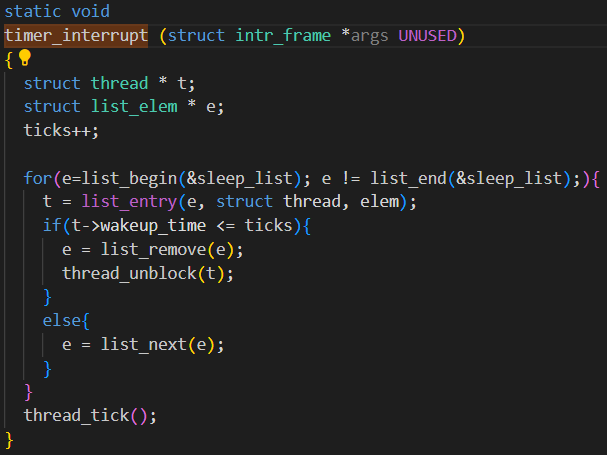 static void
timer_interrupt (struct intr_frame *args UNUSED)
{
  struct thread * t;
  struct list_elem * e;
  ticks++;

  for(e=list_begin(&sleep_list); e != list_end(&sleep_list);){
    t = list_entry(e, struct thread, elem);
    if(t->wakeup_time <= ticks){
      e = list_remove(e);
      thread_unblock(t);
    }
    else{
      e = list_next(e);
    }
  }
  thread_tick();
}